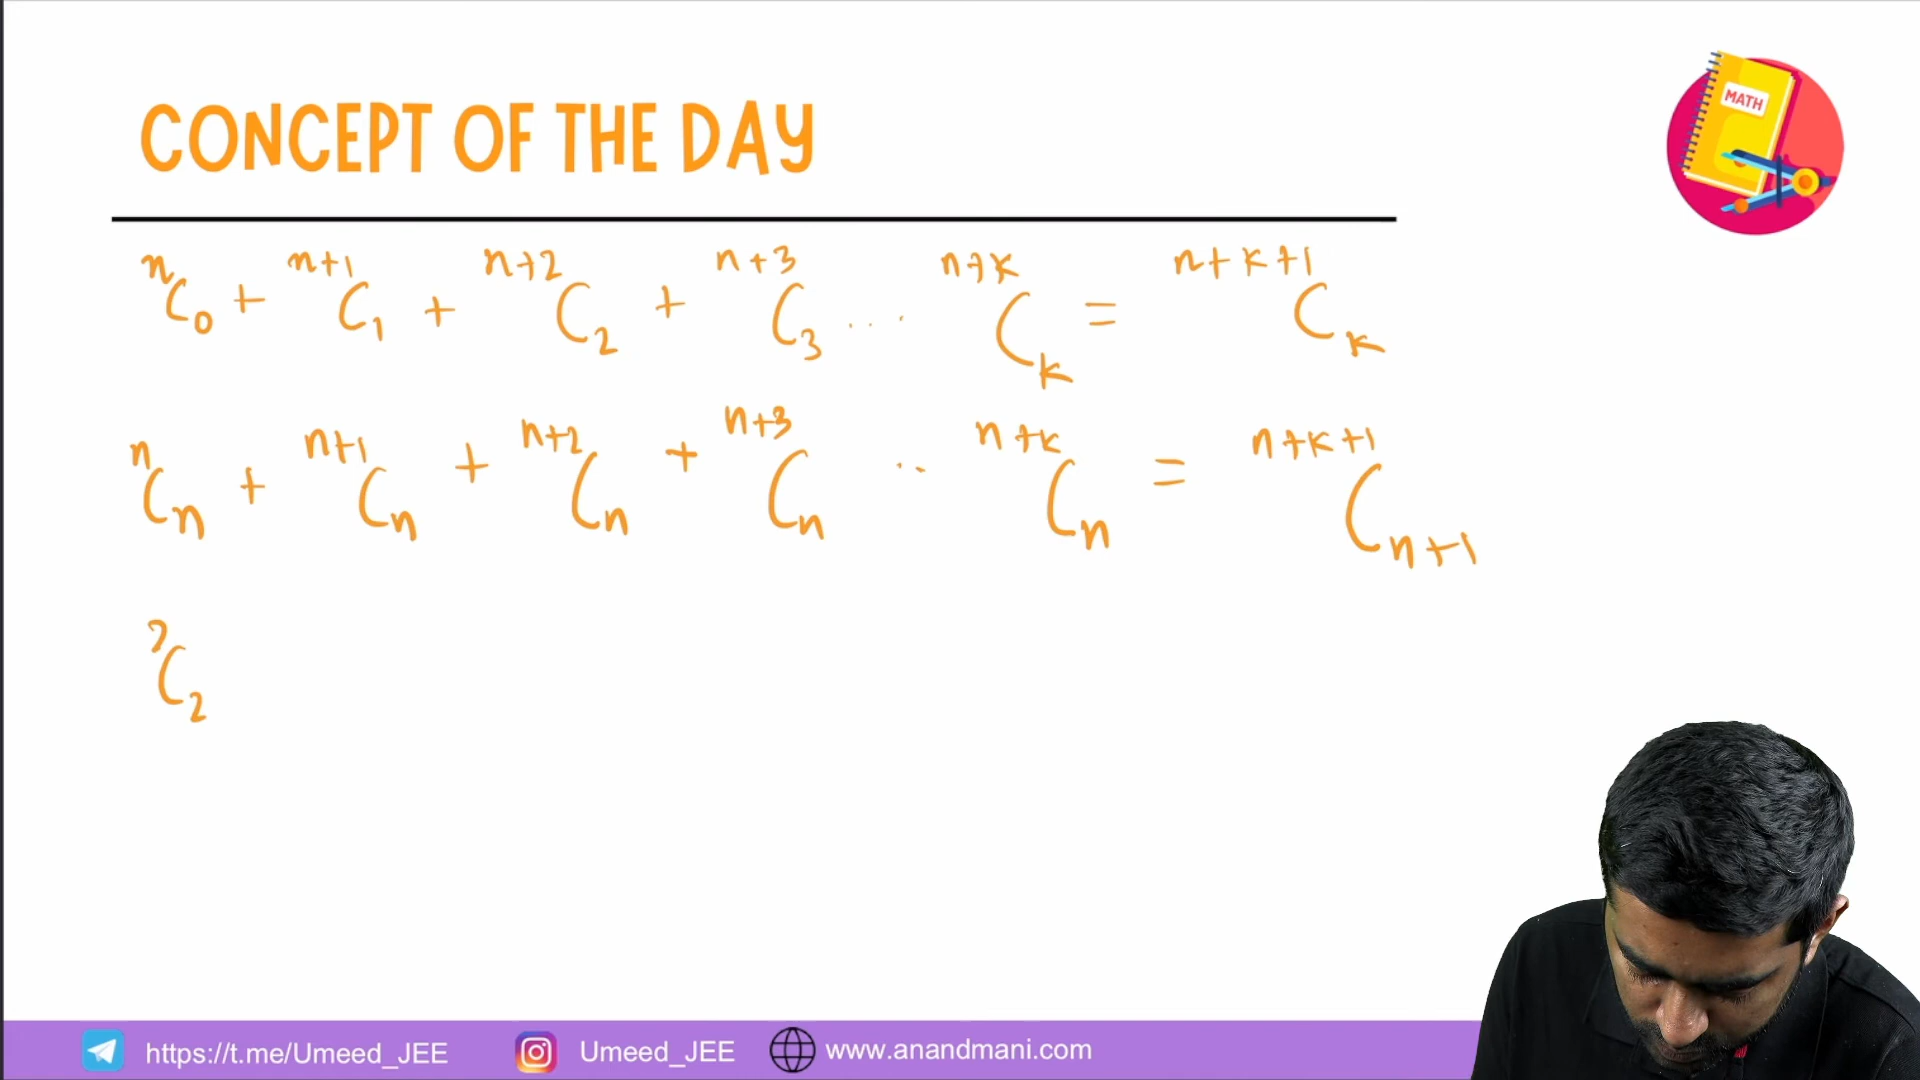 CONCEPT OF THE DAY
MATH
ⁿC₀ + ⁿ⁺¹C₁ + ⁿ⁺²C₂ + ⁿ⁺³C₃ ... ⁿ⁺ᵏCₖ = ⁿ⁺ᵏ⁺¹Cₖ
ⁿCₙ + ⁿ⁺¹Cₙ + ⁿ⁺²Cₙ + ⁿ⁺³Cₙ .. ⁿ⁺ᵏCₙ = ⁿ⁺ᵏ⁺¹Cₙ₊₁
C₂
https://t.me/Umeed_JEE Umeed_JEE www.anandmani.com